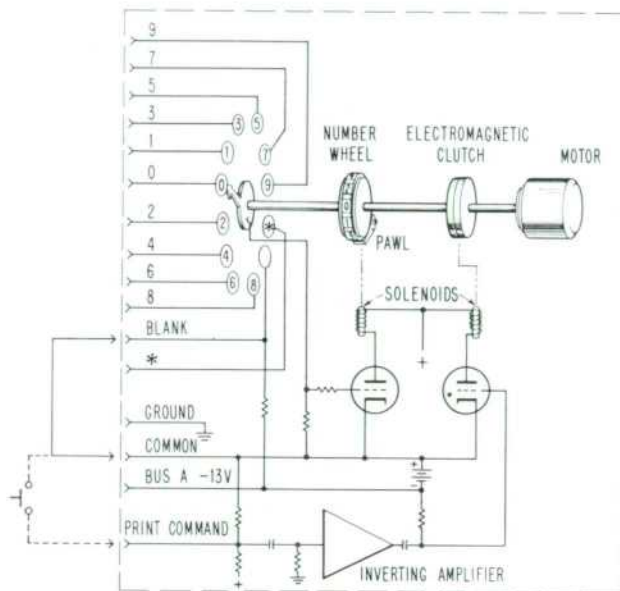 9
7
5
3
1
0
2
4
6
8
BLANK
*
GROUND
COMMON
BUS A -13V
PRINT COMMAND
3
5
1
7
0
9
2
*
4
6
8
NUMBER
WHEEL
ELECTROMAGNETIC
CLUTCH
MOTOR
PAWL
SOLENOIDS
+
+
-
+
INVERTING AMPLIFIER